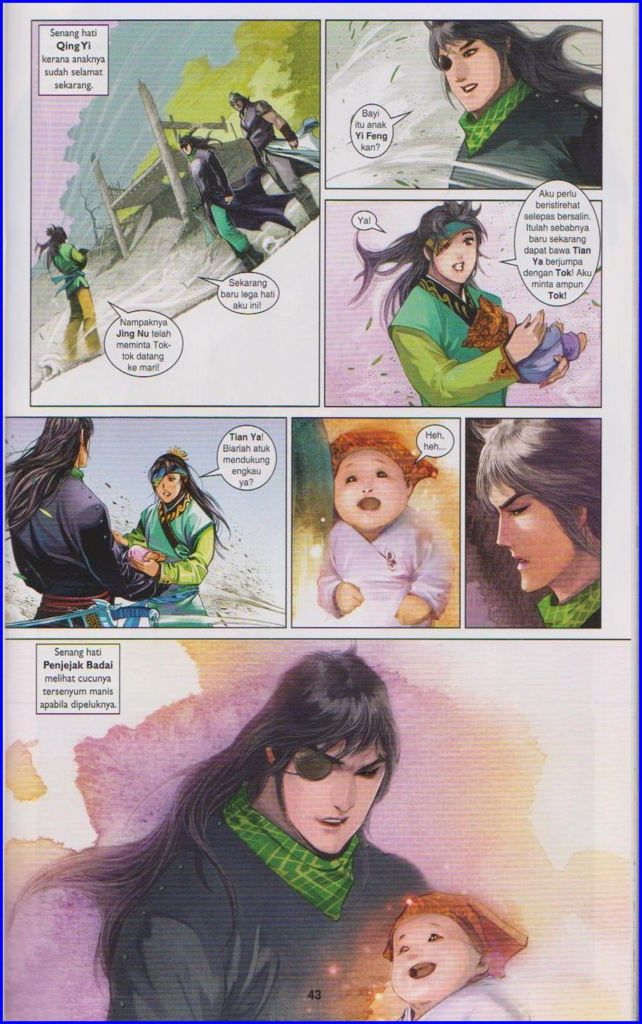 Senang hati
Qing Yi
kerana anaknya
sudah selamat
sekarang.
Sekarang
baru lega hati
aku ini!
Nampaknya
Jing Nu telah
meminta Tok-
tok datang
ke mari!
Bayi
itu anak
Yi Feng
kan?
Ya!
Aku perlu
beristirehat
selepas bersalin.
Itulah sebabnya
baru sekarang
dapat bawa Tian
Ya berjumpa
dengan Tok! Aku
minta ampun
Tok!
Tian Ya!
Biarlah atuk
mendukung
engkau
ya?
Heh,
heh...
Senang hati
Penjejak Badai
melihat cucunya
tersenyum manis
apabila dipeluknya.
43